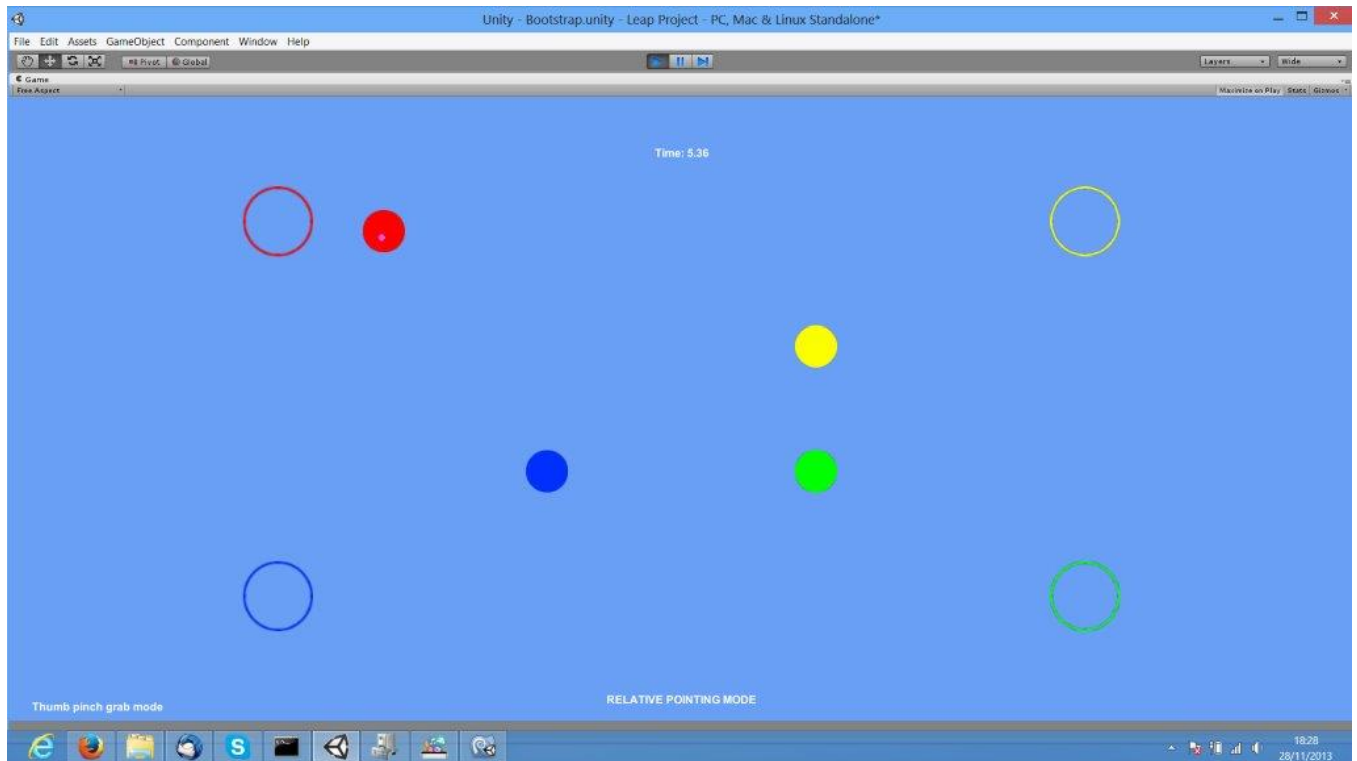 Unity - Bootstrap.unity - Leap Project - PC, Mac & Linux Standalone*
File Edit Assets GameObject Component Window Help
Pivot Global Layers Wide
Game
Free Aspect Maximize on Play Stats Gizmos
Time: 5.36
RELATIVE POINTING MODE
Thumb pinch grab mode
18:28
28/11/2013